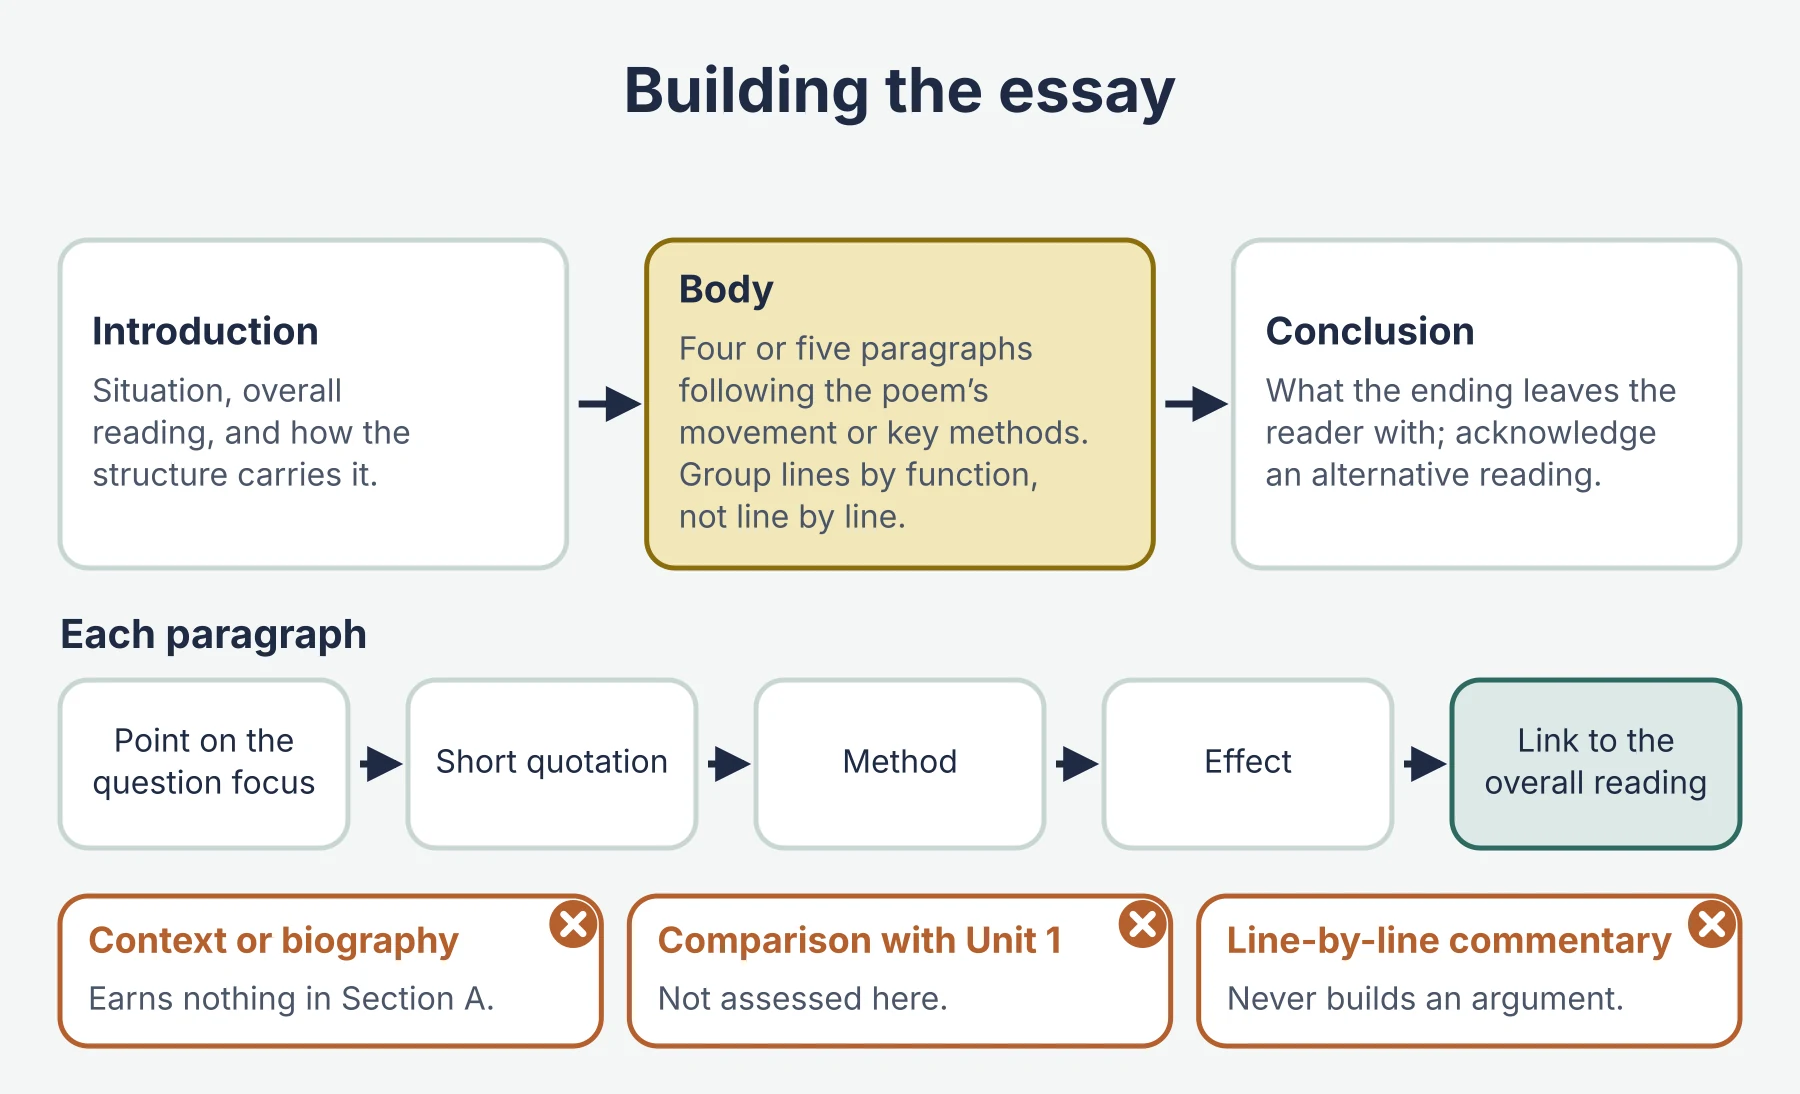 Building the essay
Introduction
Situation, overall
reading, and how the
structure carries it.
Body
Four or five paragraphs
following the poem’s
movement or key methods.
Group lines by function,
not line by line.
Conclusion
What the ending leaves the
reader with; acknowledge
an alternative reading.
Each paragraph
Point on the
question focus
Short quotation
Method
Effect
Link to the
overall reading
Context or biography
Earns nothing in Section A.
Comparison with Unit 1
Not assessed here.
Line-by-line commentary
Never builds an argument.